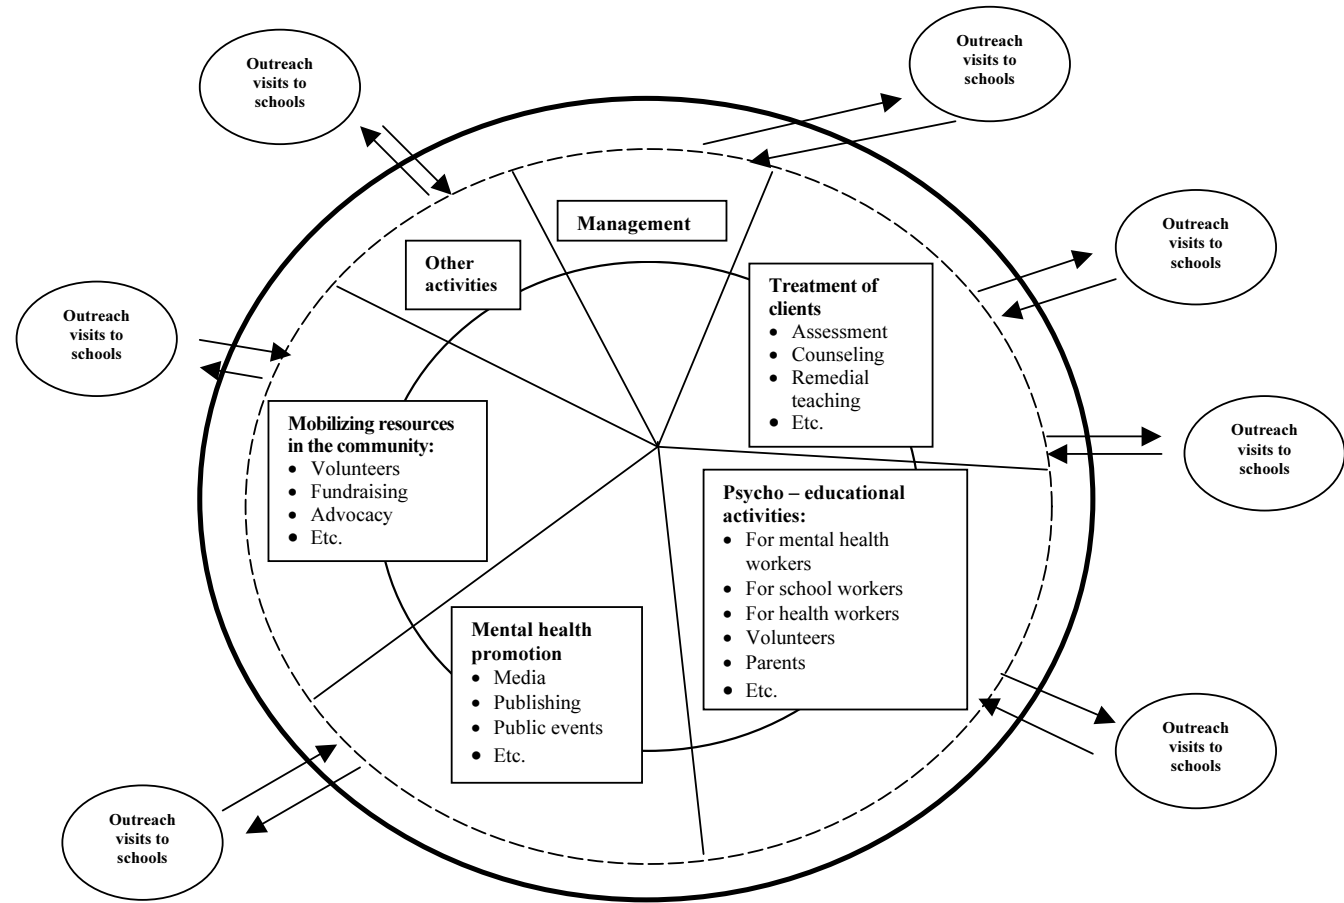 Outreach
visits to
schools
Outreach
visits to
schools
Management
Other
activities
Outreach
visits to
schools
Treatment of
clients
• Assessment
• Counseling
• Remedial
teaching
• Etc.
Outreach
visits to
schools
Mobilizing resources
in the community:
• Volunteers
• Fundraising
• Advocacy
• Etc.
Outreach
visits to
schools
Psycho – educational
activities:
• For mental health
workers
• For school workers
• For health workers
• Volunteers
• Parents
• Etc.
Mental health
promotion
• Media
• Publishing
• Public events
• Etc.
Outreach
visits to
schools
Outreach
visits to
schools